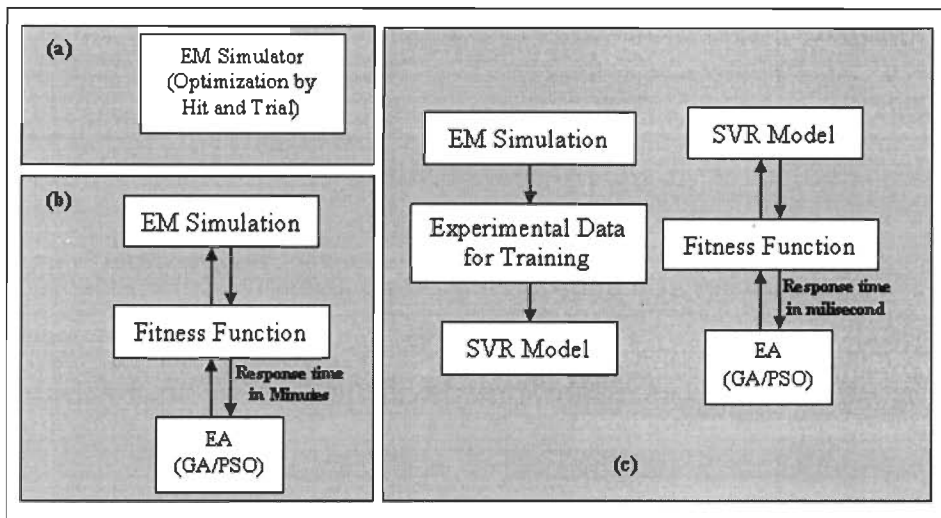 (a)
EM Simulator
(Optimization by
Hit and Trial)
(b)
EM Simulation
Fitness Function
Response time
in Minutes
EA
(GA/PSO)
EM Simulation
Experimental Data
for Training
SVR Model
SVR Model
Fitness Function
Response time
in milisecond
EA
(GA/PSO)
(c)